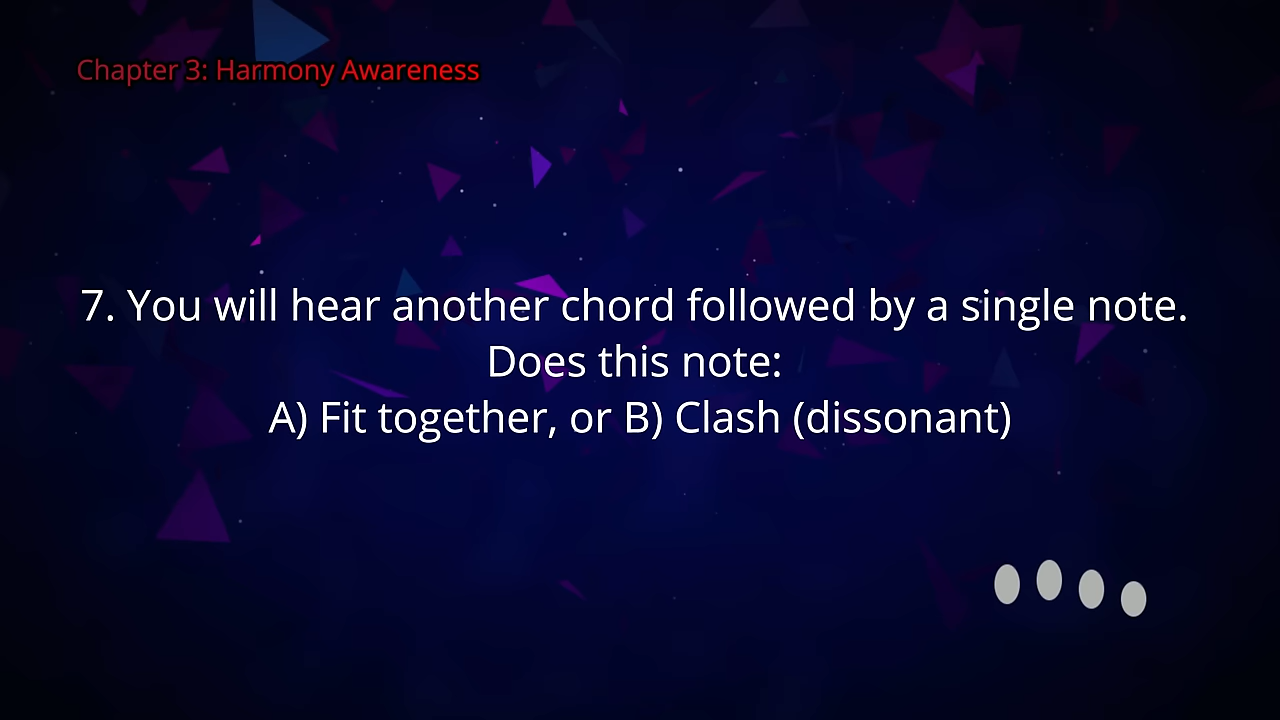 Chapter 3: Harmony Awareness
7. You will hear another chord followed by a single note.
Does this note:
A) Fit together, or B) Clash (dissonant)